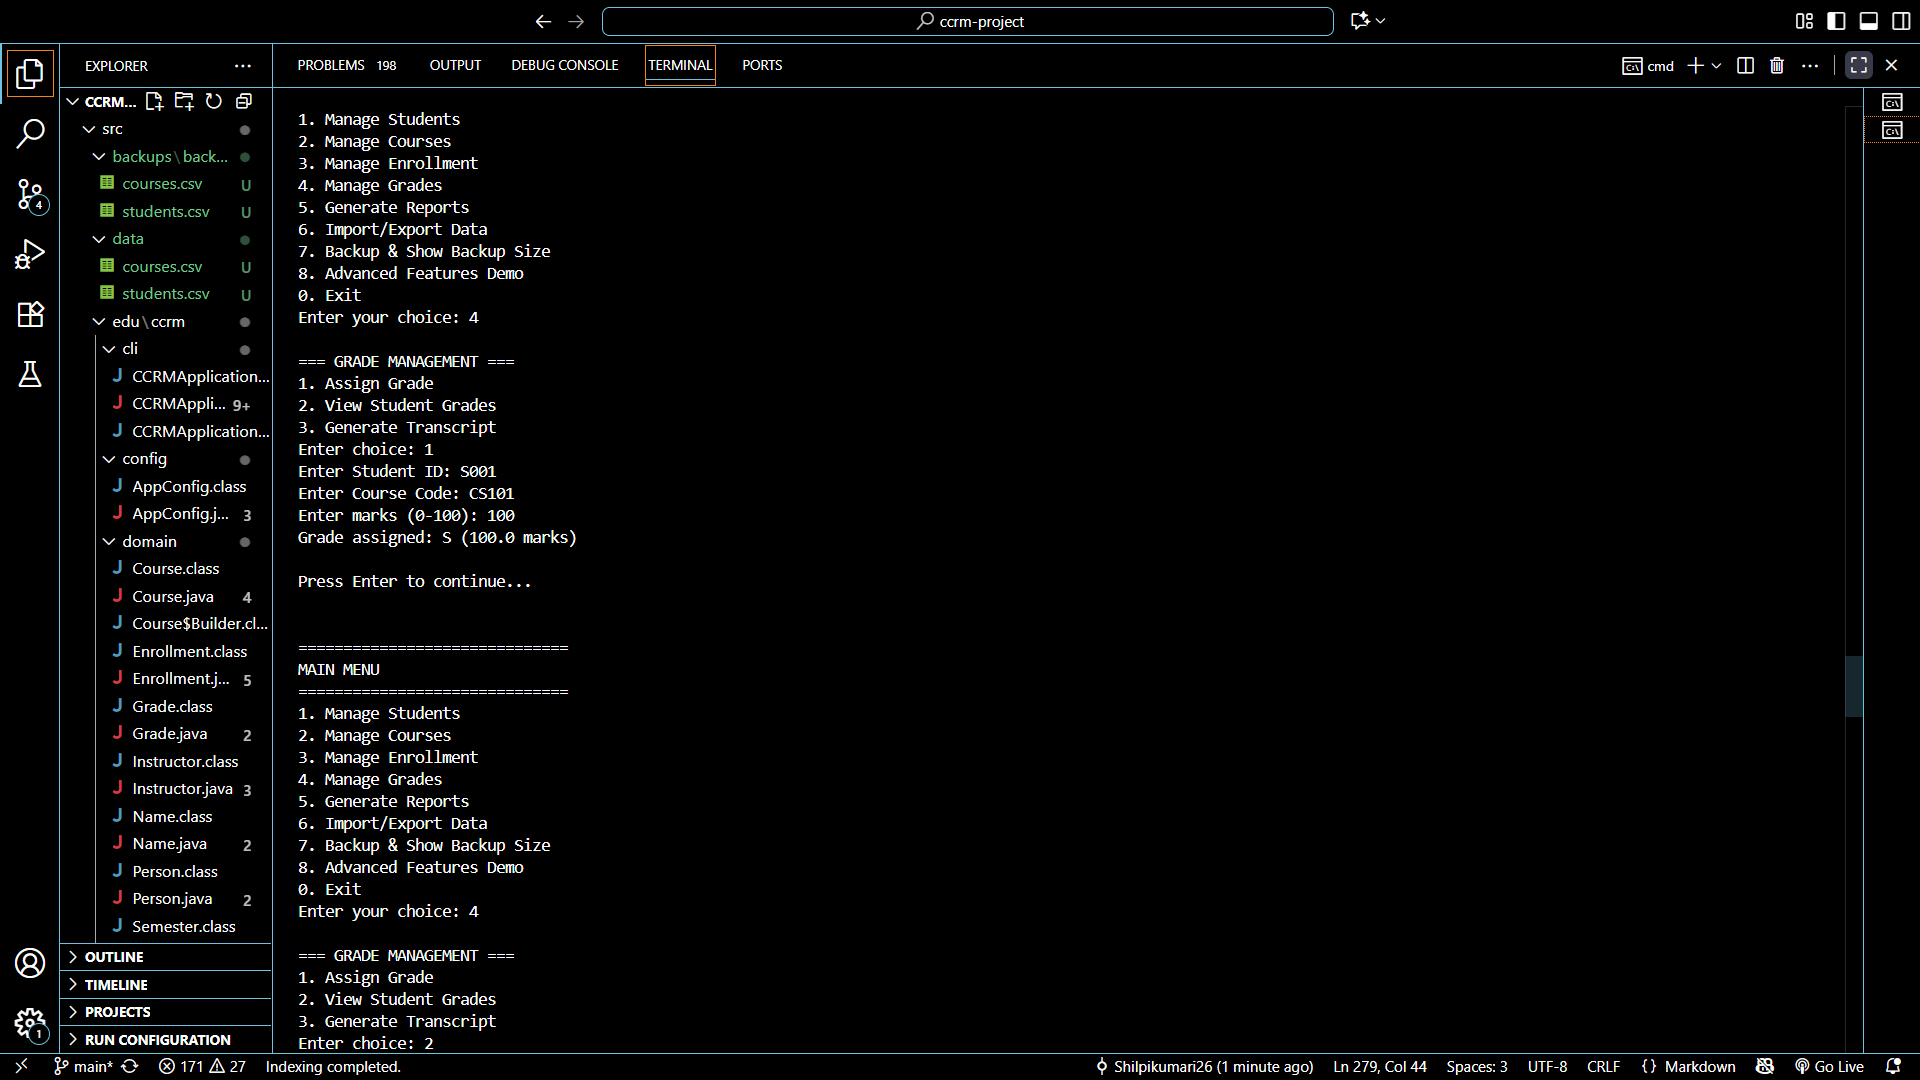 ccrm-project
EXPLORER
CCRM...
src
backups\back...
courses.csv U
students.csv U
data
courses.csv U
students.csv U
edu\ccrm
cli
CCRMApplication...
CCRMAppli... 9+
CCRMApplication...
config
AppConfig.class
AppConfig.j... 3
domain
Course.class
Course.java 4
Course$Builder.cl...
Enrollment.class
Enrollment.j... 5
Grade.class
Grade.java 2
Instructor.class
Instructor.java 3
Name.class
Name.java 2
Person.class
Person.java 2
Semester.class
OUTLINE
TIMELINE
PROJECTS
RUN CONFIGURATION
4
1
PROBLEMS 198 OUTPUT DEBUG CONSOLE TERMINAL PORTS
cmd
1. Manage Students
2. Manage Courses
3. Manage Enrollment
4. Manage Grades
5. Generate Reports
6. Import/Export Data
7. Backup & Show Backup Size
8. Advanced Features Demo
0. Exit
Enter your choice: 4
=== GRADE MANAGEMENT ===
1. Assign Grade
2. View Student Grades
3. Generate Transcript
Enter choice: 1
Enter Student ID: S001
Enter Course Code: CS101
Enter marks (0-100): 100
Grade assigned: S (100.0 marks)
Press Enter to continue...
==============================
MAIN MENU
==============================
1. Manage Students
2. Manage Courses
3. Manage Enrollment
4. Manage Grades
5. Generate Reports
6. Import/Export Data
7. Backup & Show Backup Size
8. Advanced Features Demo
0. Exit
Enter your choice: 4
=== GRADE MANAGEMENT ===
1. Assign Grade
2. View Student Grades
3. Generate Transcript
Enter choice: 2
main* 171 27 Indexing completed. Shilpikumari26 (1 minute ago) Ln 279, Col 44 Spaces: 3 UTF-8 CRLF {} Markdown Go Live